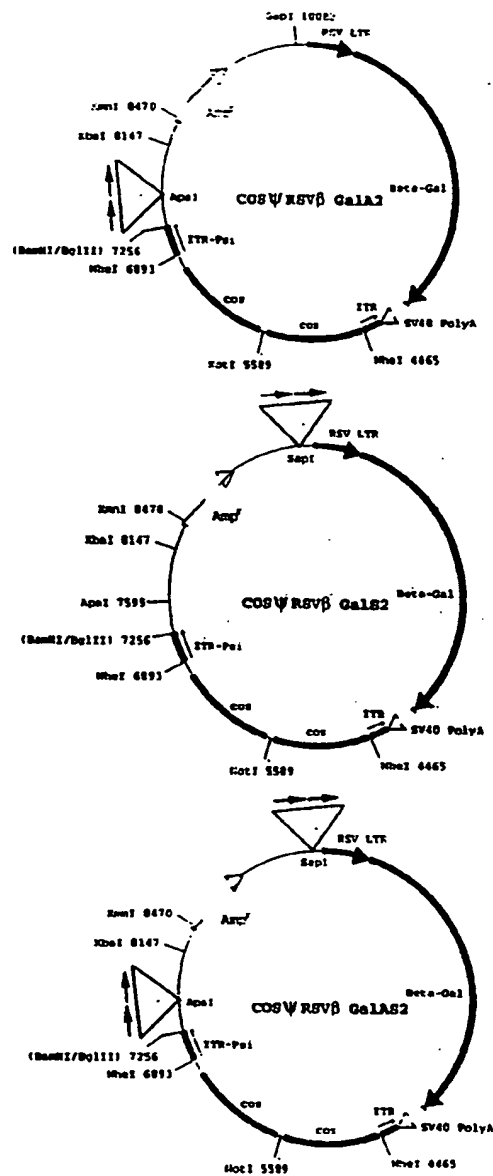 SapI 10082
RSV LTR
XmnI 8470
XbaI 8147
ApaI
COSΨRSVβ GalA2
Beta-Gal
(BamHI/BglII) 7256
ITR-Psi
NheI 6893
cos
cos
ITR
SV40 PolyA
NotI 5589
NheI 4465
RSV LTR
SapI
Amp^r
XmnI 8470
XbaI 8147
ApaI 7599
COSΨRSVβ GalS2
Beta-Gal
(BamHI/BglII) 7256
ITR-Psi
NheI 6893
cos
cos
ITR
SV40 PolyA
NotI 5589
NheI 4465
RSV LTR
SapI
XmnI 8470
XbaI 8147
ApaI
COSΨRSVβ GalAS2
Beta-Gal
(BamHI/BglII) 7256
ITR-Psi
NheI 6893
cos
cos
ITR
SV40 PolyA
NotI 5589
NheI 4465